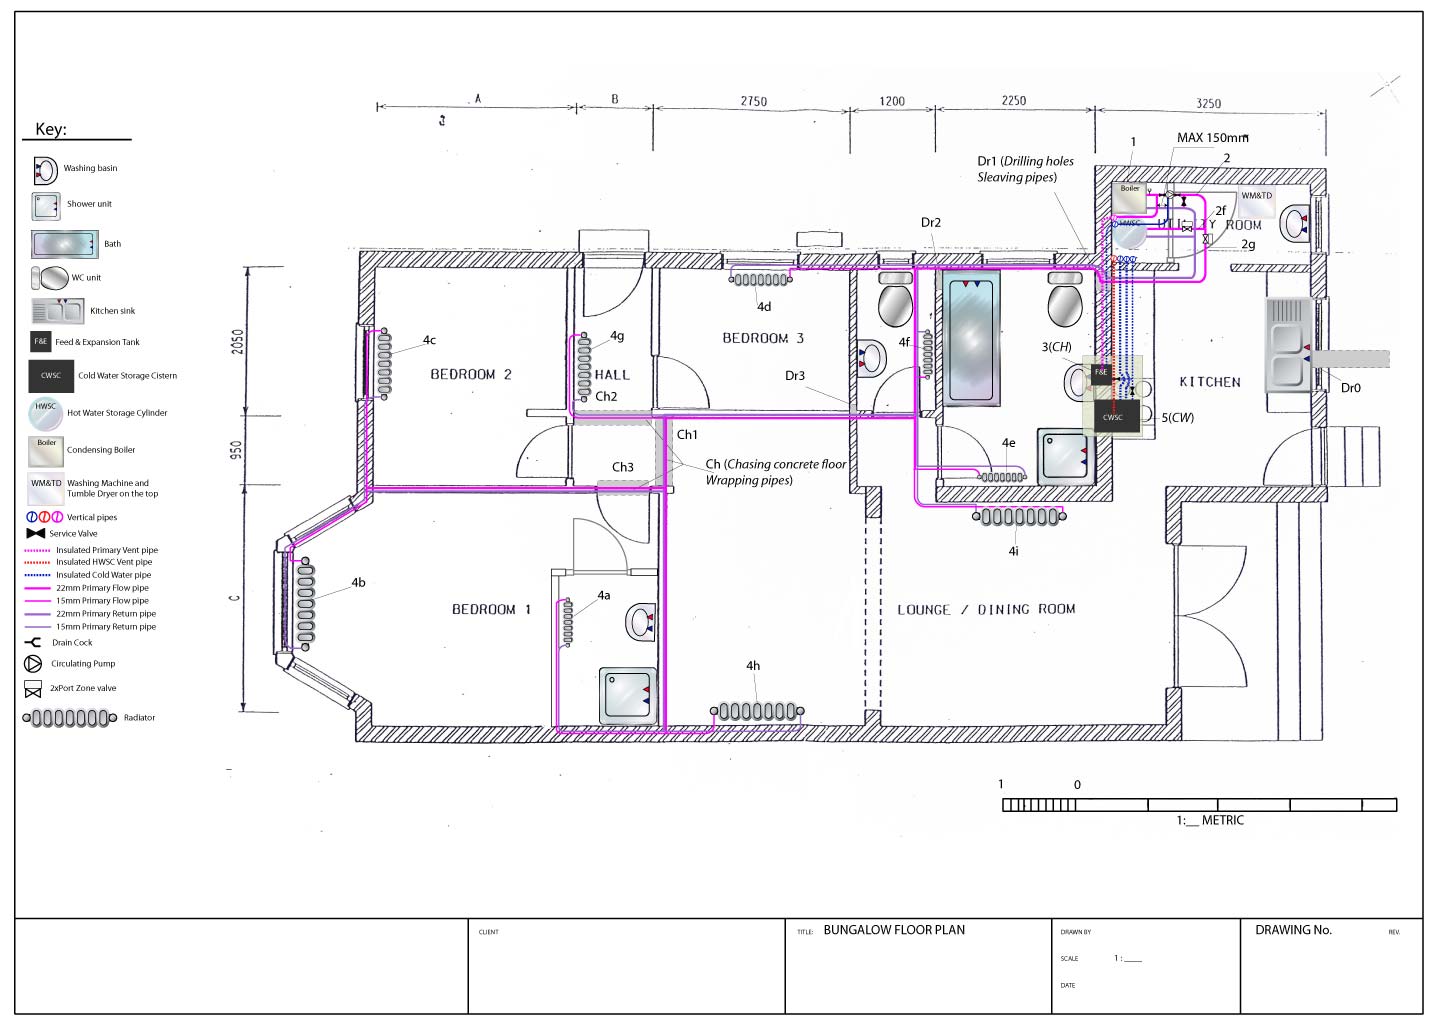 A
B
2750
1200
2250
3250
Key:
Washing basin
Shower unit
Bath
WC unit
Kitchen sink
F&E
Feed & Expansion Tank
CWSC
Cold Water Storage Cistern
HWSC
Hot Water Storage Cylinder
Boiler
Condensing Boiler
WM&TD
Washing Machine and
Tumble Dryer on the top
Vertical pipes
Service Valve
Insulated Primary Vent pipe
Insulated HWSC Vent pipe
Insulated Cold Water pipe
22mm Primary Flow pipe
15mm Primary Flow pipe
22mm Primary Return pipe
15mm Primary Return pipe
Drain Cock
Circulating Pump
2xPort Zone valve
Radiator
2050
950
C
1
MAX 150mm
2
Dr1 (Drilling holes
Sleaving pipes)
Boiler
WM&TD
2f
HWSC
ROOM
2g
Dr2
4d
4c
4g
BEDROOM 3
4f
3(CH)
BEDROOM 2
HALL
Dr3
F&E
KITCHEN
Dr0
Ch2
CWSC
5(CW)
Ch1
4e
Ch3
Ch (Chasing concrete floor
Wrapping pipes)
4i
4b
4a
BEDROOM 1
LOUNGE / DINING ROOM
4h
1
0
1:__ METRIC
CLIENT
TITLE: BUNGALOW FLOOR PLAN
DRAWN BY
SCALE 1 : ___
DATE
DRAWING No.
REV.